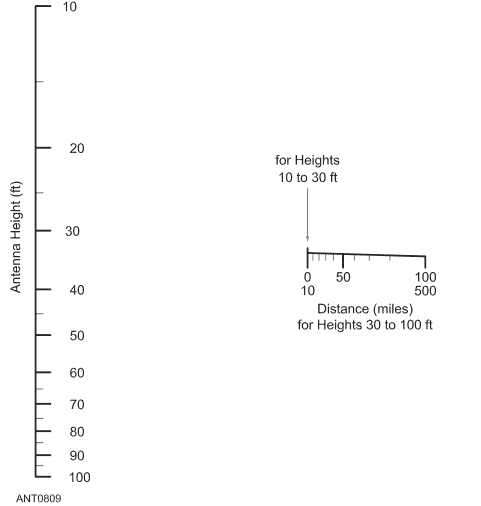 10
20
30
40
50
60
70
80
90
100
Antenna Height (ft)
for Heights
10 to 30 ft
0 50 100
10 500
Distance (miles)
for Heights 30 to 100 ft
ANT0809